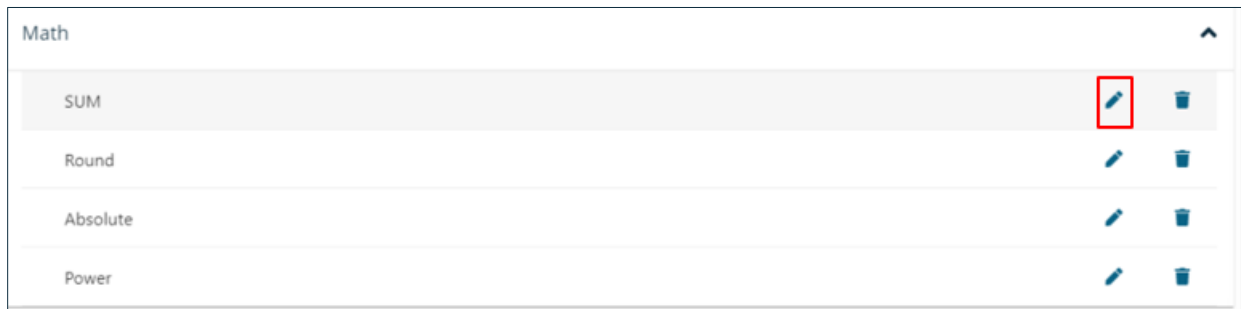 Math
SUM
Round
Absolute
Power